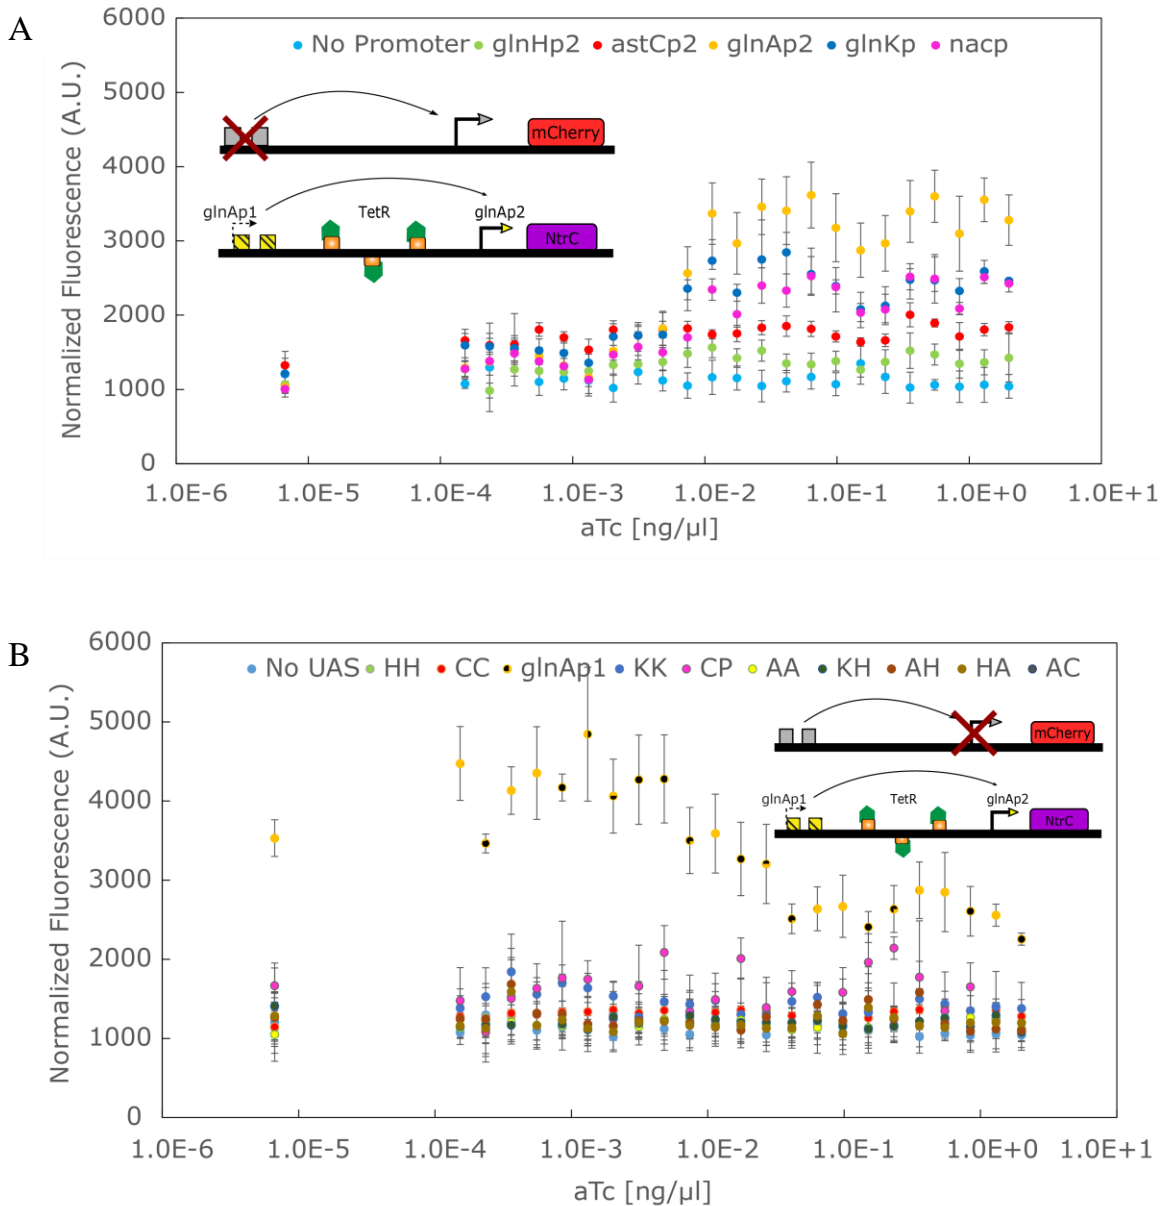 A
6000
No Promoter glnHp2 astCp2 glnAp2 glnKp nacp
5000
4000
3000
2000
1000
0
Normalized Fluorescence (A.U.)
mCherry
glnAp1 TetR glnAp2
NtrC
1.0E-6 1.0E-5 1.0E-4 1.0E-3 1.0E-2 1.0E-1 1.0E+0 1.0E+1
aTc [ng/µl]
B
6000
No UAS HH CC glnAp1 KK CP AA KH AH HA AC
5000
4000
3000
2000
1000
0
Normalized Fluorescence (A.U.)
mCherry
glnAp1 TetR glnAp2
NtrC
1.0E-6 1.0E-5 1.0E-4 1.0E-3 1.0E-2 1.0E-1 1.0E+0 1.0E+1
aTc [ng/µl]